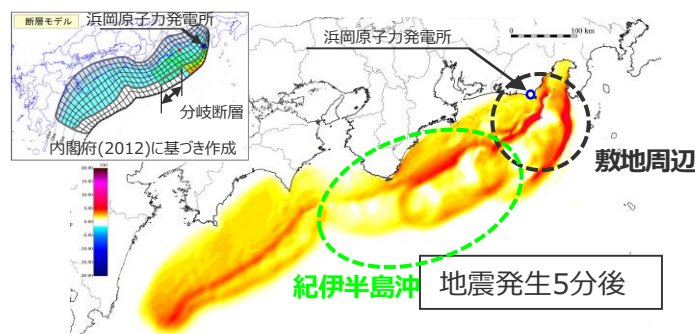 断層モデル
浜岡原子力発電所
分岐断層
内閣府(2012)に基づき作成
浜岡原子力発電所
0 100 km
敷地周辺
紀伊半島沖
地震発生5分後